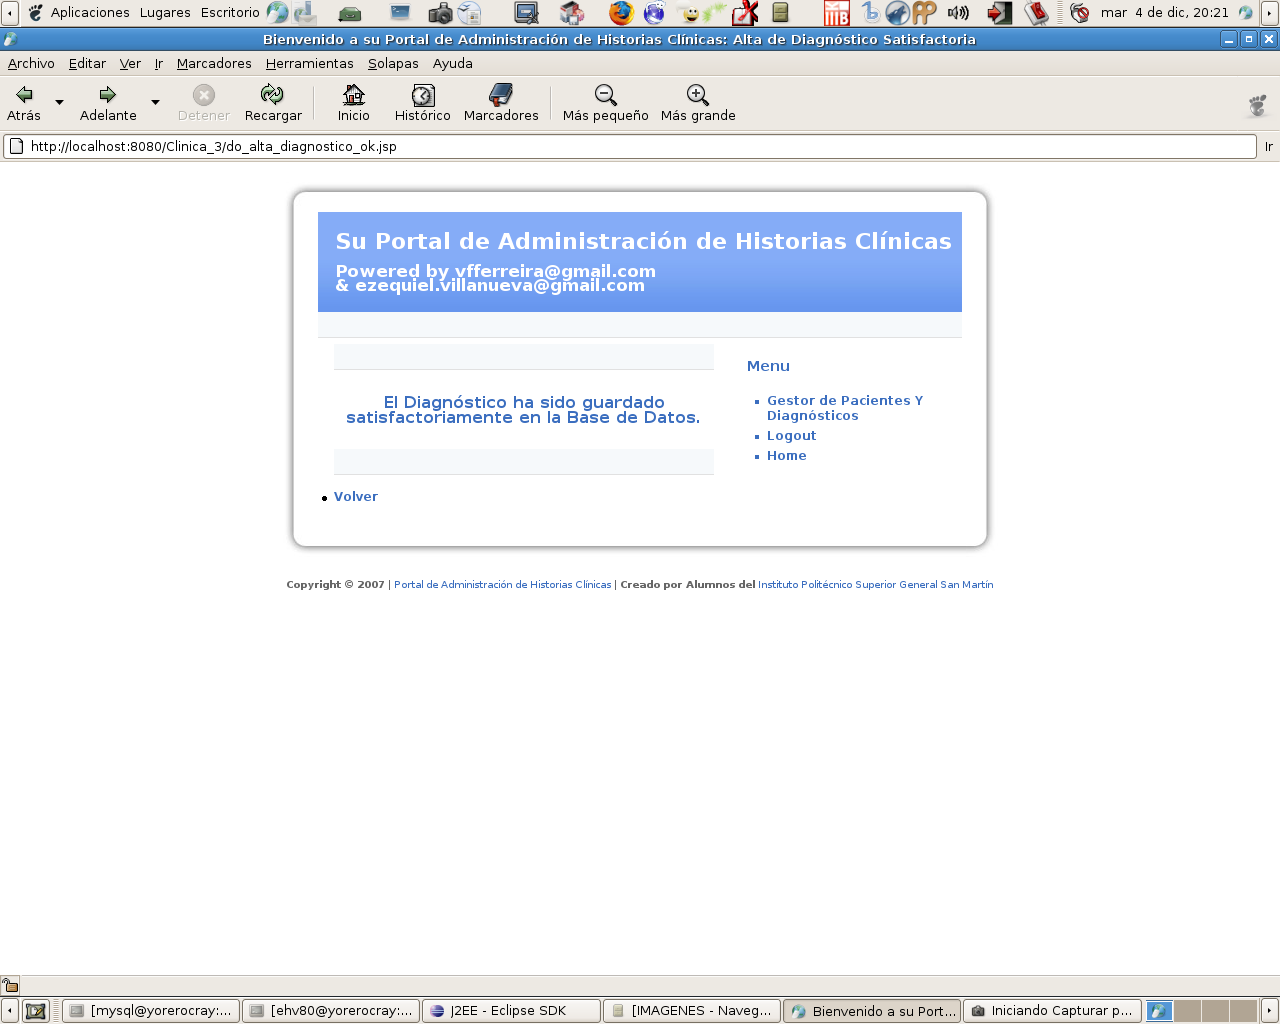 Aplicaciones Lugares Escritorio mar 4 de dic, 20:21
Bienvenido a su Portal de Administración de Historias Clínicas: Alta de Diagnóstico Satisfactoria
Archivo Editar Ver Ir Marcadores Herramientas Solapas Ayuda
Atrás Adelante Detener Recargar Inicio Histórico Marcadores Más pequeño Más grande
http://localhost:8080/Clinica_3/do_alta_diagnostico_ok.jsp Ir
Su Portal de Administración de Historias Clínicas
Powered by vfferreira@gmail.com
& ezequiel.villanueva@gmail.com
El Diagnóstico ha sido guardado
satisfactoriamente en la Base de Datos.
Volver
Menu
Gestor de Pacientes Y
Diagnósticos
Logout
Home
Copyright © 2007 | Portal de Administración de Historias Clínicas | Creado por Alumnos del Instituto Politécnico Superior General San Martín
[mysql@yorerocray:... [ehv80@yorerocray:... J2EE - Eclipse SDK [IMAGENES - Naveg... Bienvenido a su Port... Iniciando Capturar p...